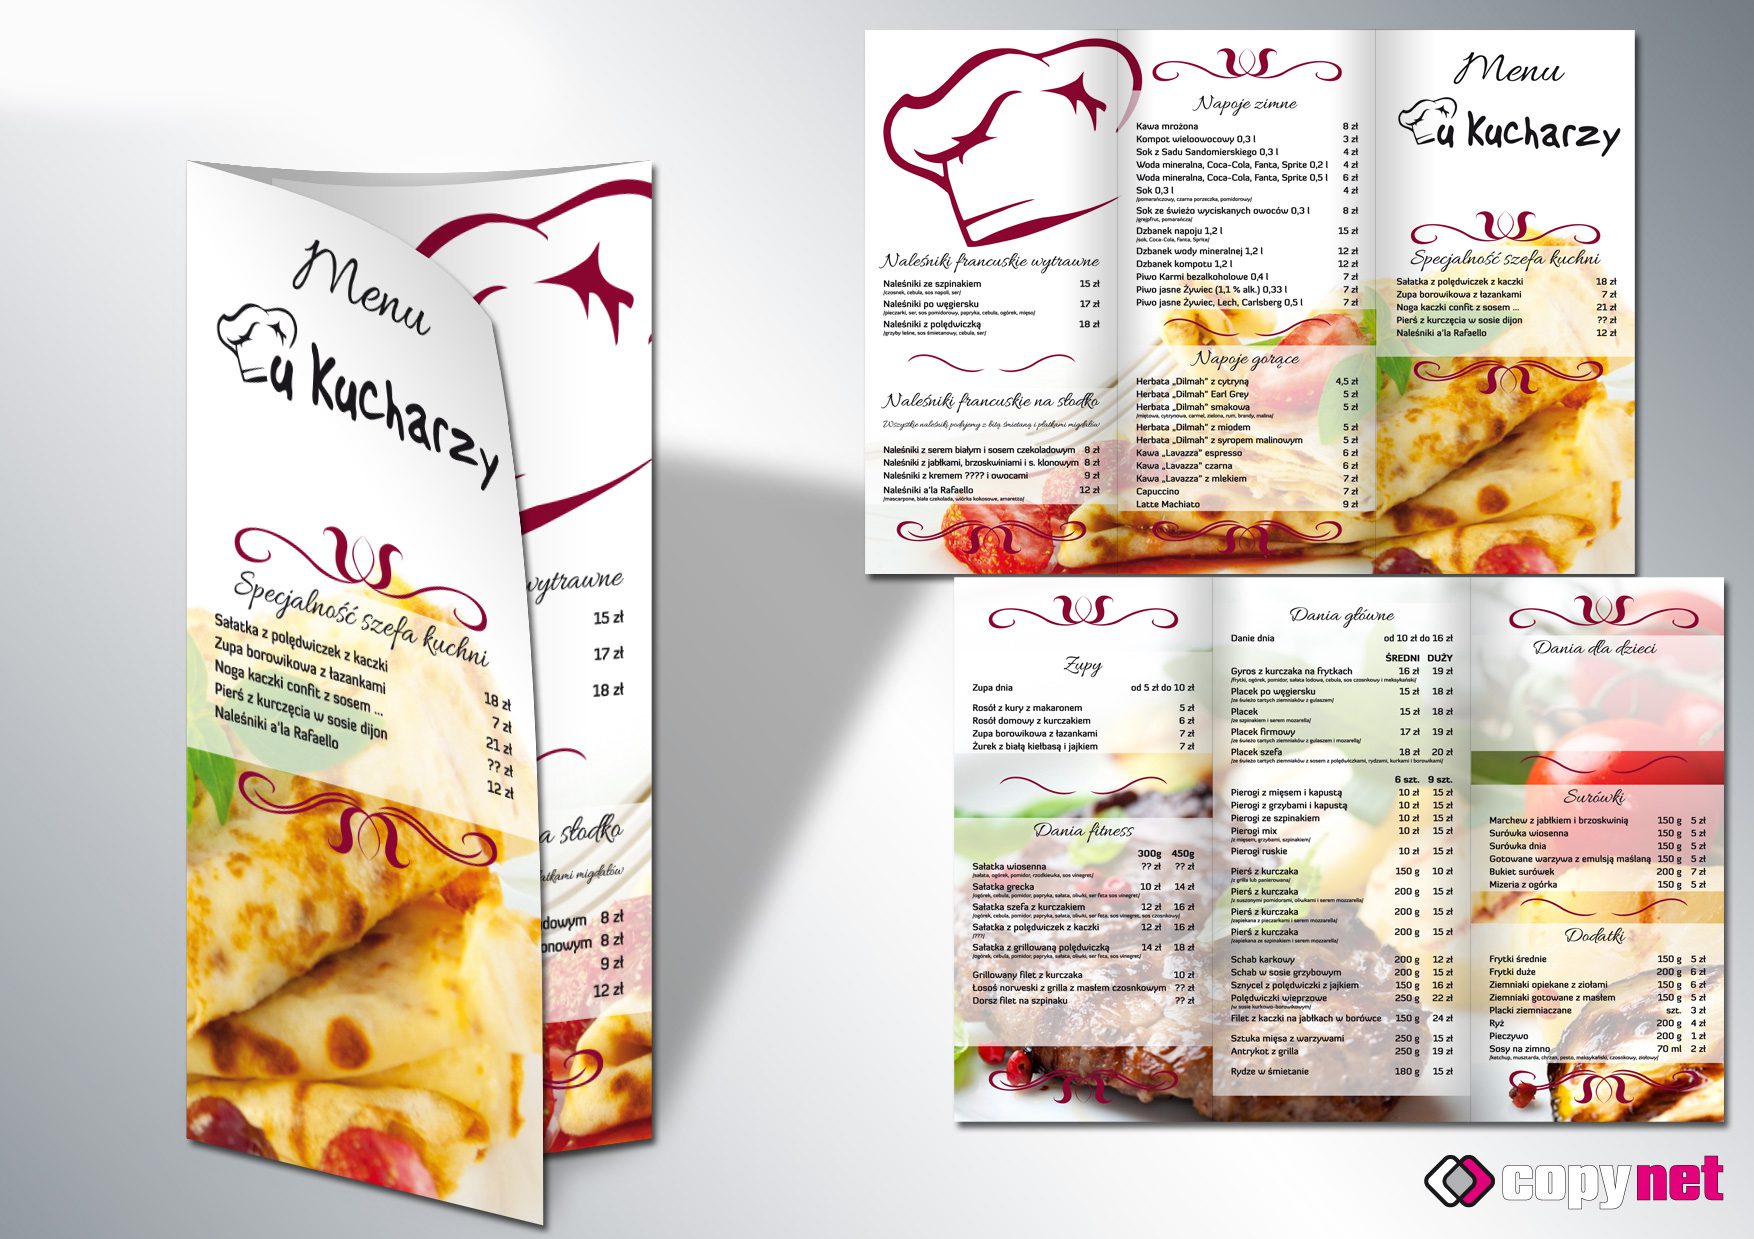 Menu
u Kucharzy
Specjalność szefa kuchni
Sałatka z polędwiczek z kaczki 18 zł
Zupa borowikowa z łazankami 7 zł
Noga kaczki confit z sosem ... 21 zł
Pierś z kurczęcia w sosie dijon ?? zł
Naleśniki a'la Rafaello 12 zł
wytrawne
15 zł
17 zł
18 zł
a słodko
płatkami migdałów
8 zł
8 zł
9 zł
12 zł
Naleśniki francuskie wytrawne
Naleśniki ze szpinakiem 15 zł
/czosnek, cebula, sos napoli, ser/
Naleśniki po węgiersku 17 zł
/pieczarki, ser, sos pomidorowy, papryka, cebula, ogórek, mięso/
Naleśniki z polędwiczką 18 zł
/grzyby leśne, sos śmietanowy, cebula, ser/
Naleśniki francuskie na słodko
Wszystkie naleśniki podajemy z bitą śmietaną i płatkami migdałów
Naleśniki z serem białym i sosem czekoladowym 8 zł
Naleśniki z jabłkami, brzoskwiniami i s. klonowym 8 zł
Naleśniki z kremem ???? i owocami 9 zł
Naleśniki a'la Rafaello 12 zł
/mascarpone, biała czekolada, wiórka kokosowe, amaretto/
Napoje zimne
Kawa mrożona 8 zł
Kompot wieloowocowy 0,3 l 3 zł
Sok z Sadu Sandomierskiego 0,3 l 4 zł
Woda mineralna, Coca-Cola, Fanta, Sprite 0,2 l 4 zł
Woda mineralna, Coca-Cola, Fanta, Sprite 0,5 l 6 zł
Sok 0,3 l 4 zł
/pomarańczowy, czarna porzeczka, pomidorowy/
Sok ze świeżo wyciskanych owoców 0,3 l 8 zł
/grejpfrut, pomarańcza/
Dzbanek napoju 1,2 l 15 zł
/sok, Coca-Cola, Fanta, Sprite/
Dzbanek wody mineralnej 1,2 l 12 zł
Dzbanek kompotu 1,2 l 12 zł
Piwo Karmi bezalkoholowe 0,4 l 7 zł
Piwo jasne Żywiec (1,1 % alk.) 0,33 l 7 zł
Piwo jasne Żywiec, Lech, Carlsberg 0,5 l 7 zł
Napoje gorące
Herbata „Dilmah” z cytryną 4,5 zł
Herbata „Dilmah” Earl Grey 5 zł
Herbata „Dilmah” smakowa 5 zł
/miętowa, cytrynowa, carmel, zielona, rum, brandy, malina/
Herbata „Dilmah” z miodem 5 zł
Herbata „Dilmah” z syropem malinowym 5 zł
Kawa „Lavazza” espresso 6 zł
Kawa „Lavazza” czarna 6 zł
Kawa „Lavazza” z mlekiem 7 zł
Capuccino 7 zł
Latte Machiato 9 zł
Menu
u Kucharzy
Specjalność szefa kuchni
Sałatka z polędwiczek z kaczki 18 zł
Zupa borowikowa z łazankami 7 zł
Noga kaczki confit z sosem ... 21 zł
Pierś z kurczęcia w sosie dijon ?? zł
Naleśniki a'la Rafaello 12 zł
Zupy
Zupa dnia od 5 zł do 10 zł
Rosół z kury z makaronem 5 zł
Rosół domowy z kurczakiem 6 zł
Zupa borowikowa z łazankami 7 zł
Żurek z białą kiełbasą i jajkiem 7 zł
Dania fitness
300g 450g
Sałatka wiosenna ?? zł ?? zł
/sałata, ogórek, pomidor, rzodkiewka, sos vinegret/
Sałatka grecka 10 zł 14 zł
/ogórek, cebula, pomidor, papryka, sałata, oliwki, ser feta sos vinegret/
Sałatka szefa z kurczakiem 12 zł 16 zł
/ogórek, cebula, pomidor, papryka, sałata, oliwki, ser feta, sos vinegret, sos czosnkowy/
Sałatka z polędwiczek z kaczki 12 zł 16 zł
/???/
Sałatka z grillowaną polędwiczką 14 zł 18 zł
/ogórek, cebula, pomidor, papryka, sałata, oliwki, ser feta, sos vinegret/
Grillowany filet z kurczaka 10 zł
Łosoś norweski z grilla z masłem czosnkowym ?? zł
Dorsz filet na szpinaku ?? zł
Dania główne
Danie dnia od 10 zł do 16 zł
ŚREDNI DUŻY
Gyros z kurczaka na frytkach 16 zł 19 zł
/frytki, ogórek, pomidor, sałata lodowa, cebula, sos czosnkowy i meksykański/
Placek po węgiersku 15 zł 18 zł
/ze świeżo tartych ziemniaków z gulaszem/
Placek 15 zł 18 zł
/ze szpinakiem i serem mozarella/
Placek firmowy 17 zł 19 zł
/ze świeżo tartych ziemniaków z gulaszem i mozarellą/
Placek szefa 18 zł 20 zł
/ze świeżo tartych ziemniaków z sosem z polędwiczkami, rydzami, kurkami i borowikami/
6 szt. 9 szt.
Pierogi z mięsem i kapustą 10 zł 15 zł
Pierogi z grzybami i kapustą 10 zł 15 zł
Pierogi ze szpinakiem 10 zł 15 zł
Pierogi mix 10 zł 15 zł
/z mięsem, grzybami, szpinakiem/
Pierogi ruskie 10 zł 15 zł
Pierś z kurczaka 150 g 10 zł
/z grilla lub panierowana/
Pierś z kurczaka 200 g 15 zł
/z suszonymi pomidorami, oliwkami i serem mozzarella/
Pierś z kurczaka 200 g 15 zł
/zapiekana z pieczarkami i serem mozzarella/
Pierś z kurczaka 200 g 15 zł
/zapiekana ze szpinakiem i serem mozzarella/
Schab karkowy 200 g 12 zł
Schab w sosie grzybowym 200 g 15 zł
Sznycel z polędwiczki z jajkiem 150 g 16 zł
Polędwiczki wieprzowe 250 g 22 zł
/w sosie kurkowo-borowikowym/
Filet z kaczki na jabłkach w borówce 150 g 24 zł
Sztuka mięsa z warzywami 250 g 15 zł
Antrykot z grilla 250 g 19 zł
Rydze w śmietanie 180 g 15 zł
Dania dla dzieci
Surówki
Marchew z jabłkiem i brzoskwinią 150 g 5 zł
Surówka wiosenna 150 g 5 zł
Surówka dnia 150 g 5 zł
Gotowane warzywa z emulsją maślaną 150 g 5 zł
Bukiet surówek 200 g 7 zł
Mizeria z ogórka 150 g 5 zł
Dodatki
Frytki średnie 150 g 5 zł
Frytki duże 200 g 6 zł
Ziemniaki opiekane z ziołami 150 g 6 zł
Ziemniaki gotowane z masłem 150 g 5 zł
Placki ziemniaczane szt. 3 zł
Ryż 200 g 4 zł
Pieczywo 200 g 1 zł
Sosy na zimno 70 ml 2 zł
/ketchup, musztarda, chrzan, pesto, meksykański, czosnkowy, ziołowy/
copynet